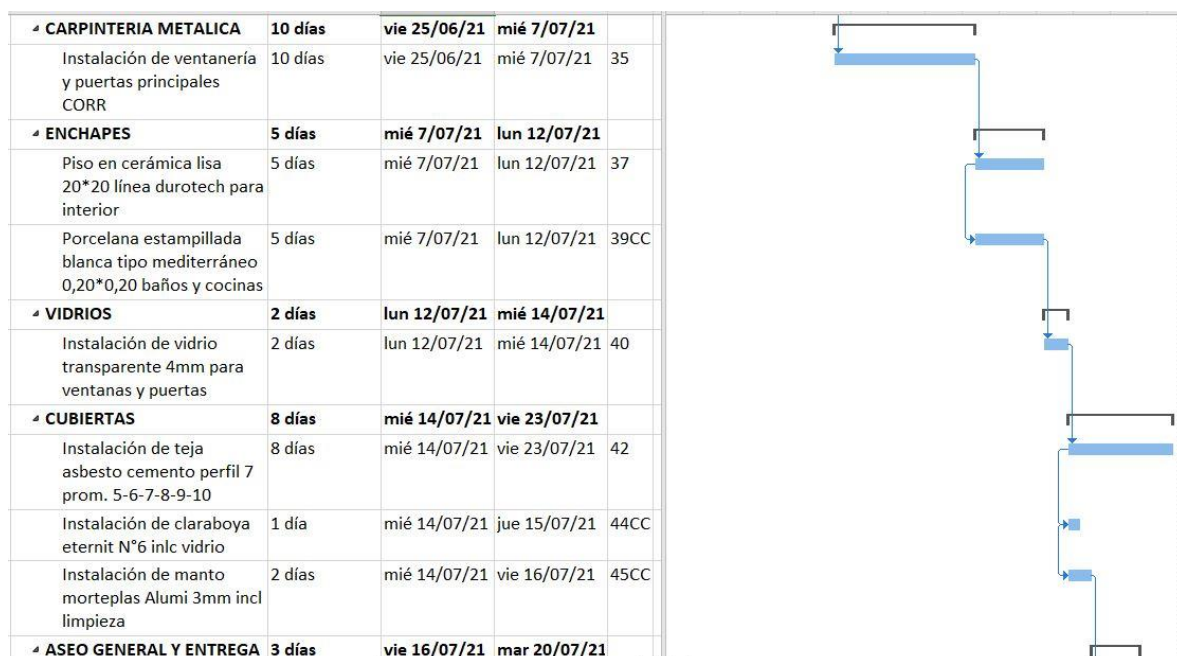 CARPINTERIA METALICA 10 días vie 25/06/21 mié 7/07/21
Instalación de ventanería 10 días vie 25/06/21 mié 7/07/21 35
y puertas principales
CORR
ENCHAPES 5 días mié 7/07/21 lun 12/07/21
Piso en cerámica lisa 5 días mié 7/07/21 lun 12/07/21 37
20*20 línea durotech para
interior
Porcelana estampillada 5 días mié 7/07/21 lun 12/07/21 39CC
blanca tipo mediterráneo
0,20*0,20 baños y cocinas
VIDRIOS 2 días lun 12/07/21 mié 14/07/21
Instalación de vidrio 2 días lun 12/07/21 mié 14/07/21 40
transparente 4mm para
ventanas y puertas
CUBIERTAS 8 días mié 14/07/21 vie 23/07/21
Instalación de teja 8 días mié 14/07/21 vie 23/07/21 42
asbesto cemento perfil 7
prom. 5-6-7-8-9-10
Instalación de claraboya 1 día mié 14/07/21 jue 15/07/21 44CC
eternit N°6 inlc vidrio
Instalación de manto 2 días mié 14/07/21 vie 16/07/21 45CC
morteplas Alumi 3mm incl
limpieza
ASEO GENERAL Y ENTREGA 3 días vie 16/07/21 mar 20/07/21